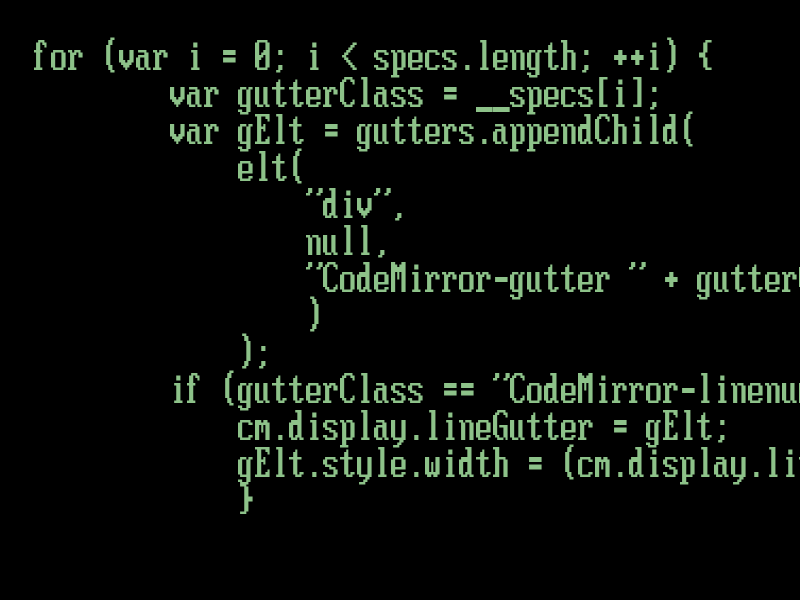 for (var i = 0; i < specs.length; ++i) {
var gutterClass = __specs[i];
var gElt = gutters.appendChild(
elt(
"div",
null,
"CodeMirror-gutter " + gutter
)
);
if (gutterClass == "CodeMirror-linenu
cm.display.lineGutter = gElt;
gElt.style.width = (cm.display.li
}